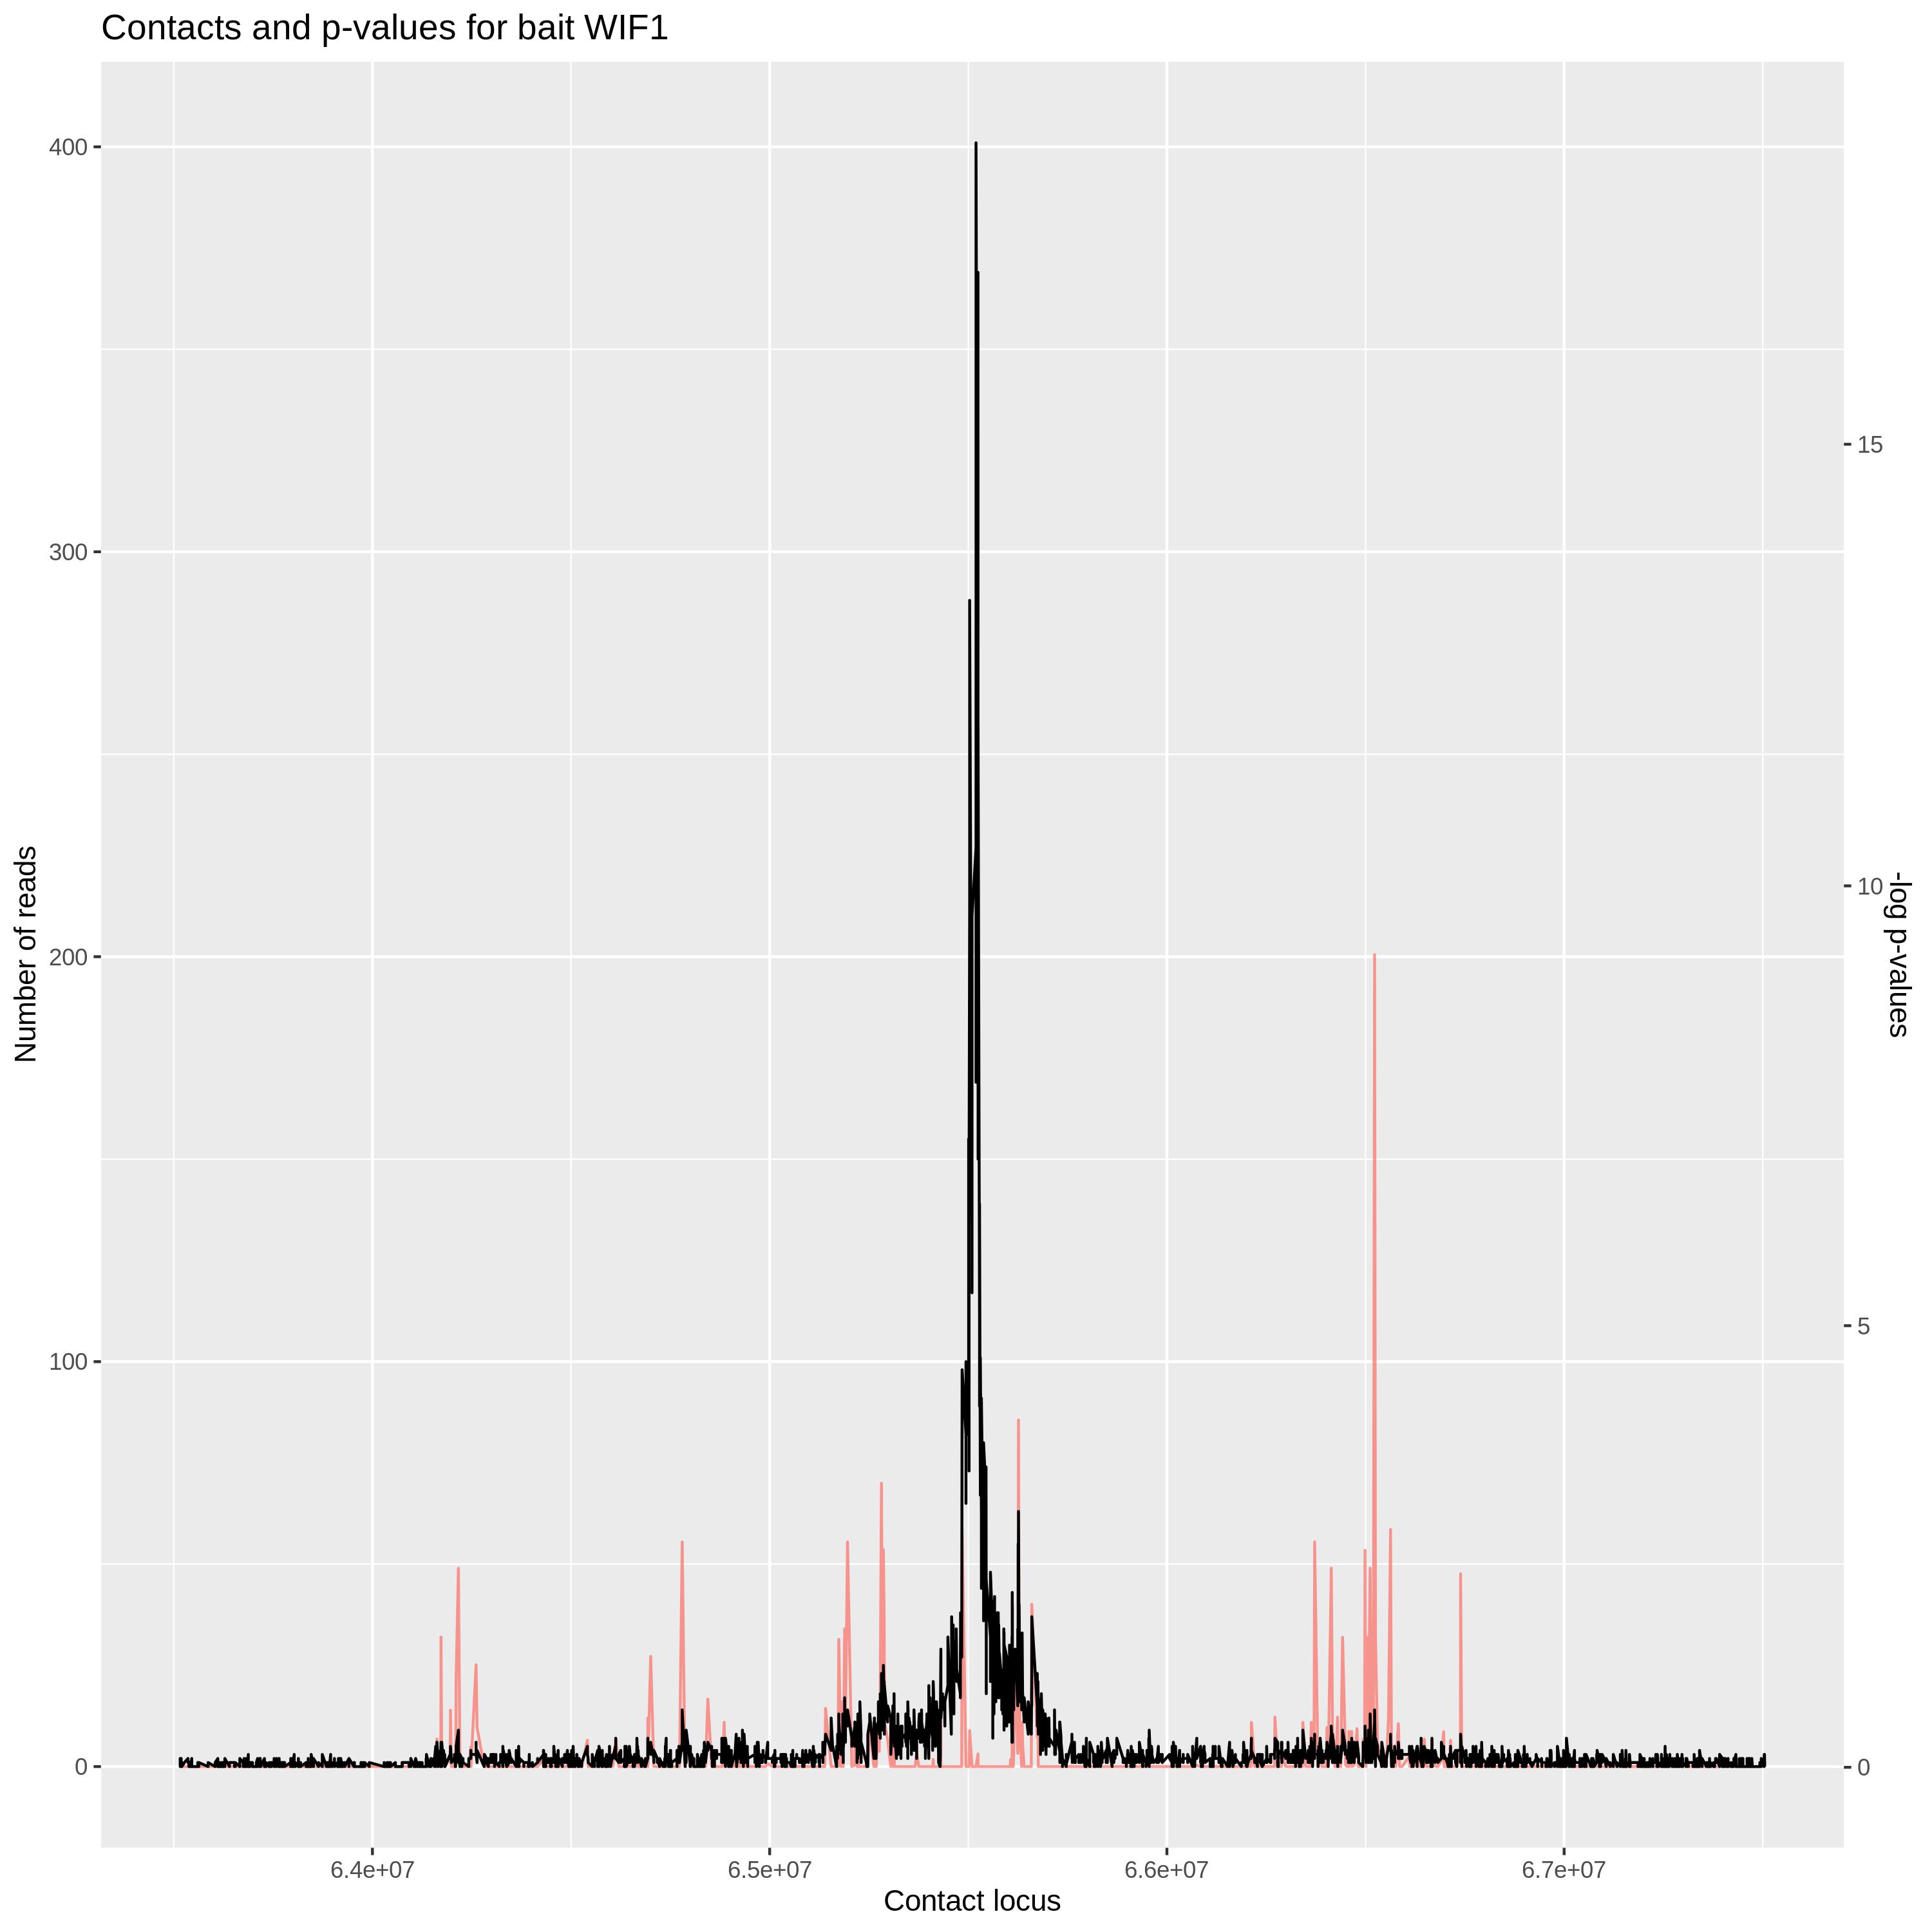 Contacts and p-values for bait WIF1
Number of reads
400
300
200
100
0
15
10
5
0
-log p-values
6.4e+07
6.5e+07
6.6e+07
6.7e+07
Contact locus